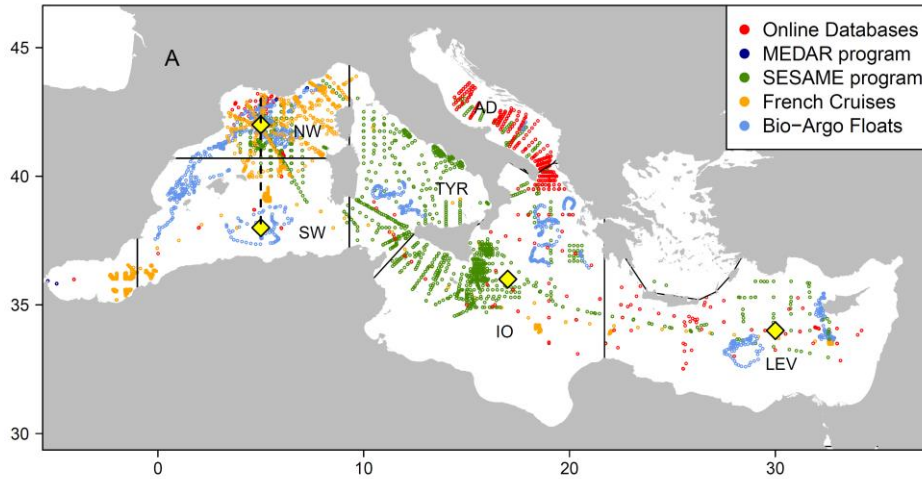 A
Online Databases
MEDAR program
SESAME program
French Cruises
Bio-Argo Floats
45
AD
NW
40
TYR
SW
35
IO
LEV
30
0 10 20 30